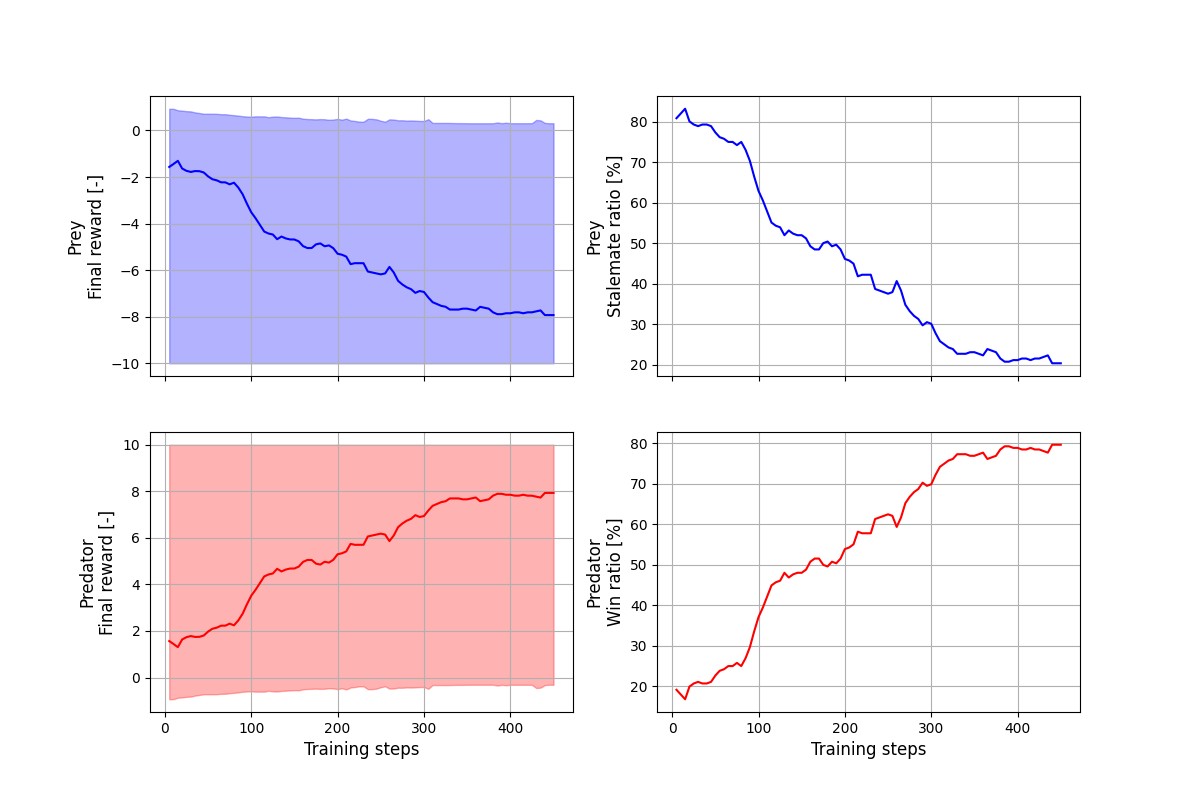 Prey
Final reward [-]
0
−2
−4
−6
−8
−10
Prey
Stalemate ratio [%]
80
70
60
50
40
30
20
Predator
Final reward [-]
10
8
6
4
2
0
0 100 200 300 400
Training steps
Predator
Win ratio [%]
80
70
60
50
40
30
20
0 100 200 300 400
Training steps